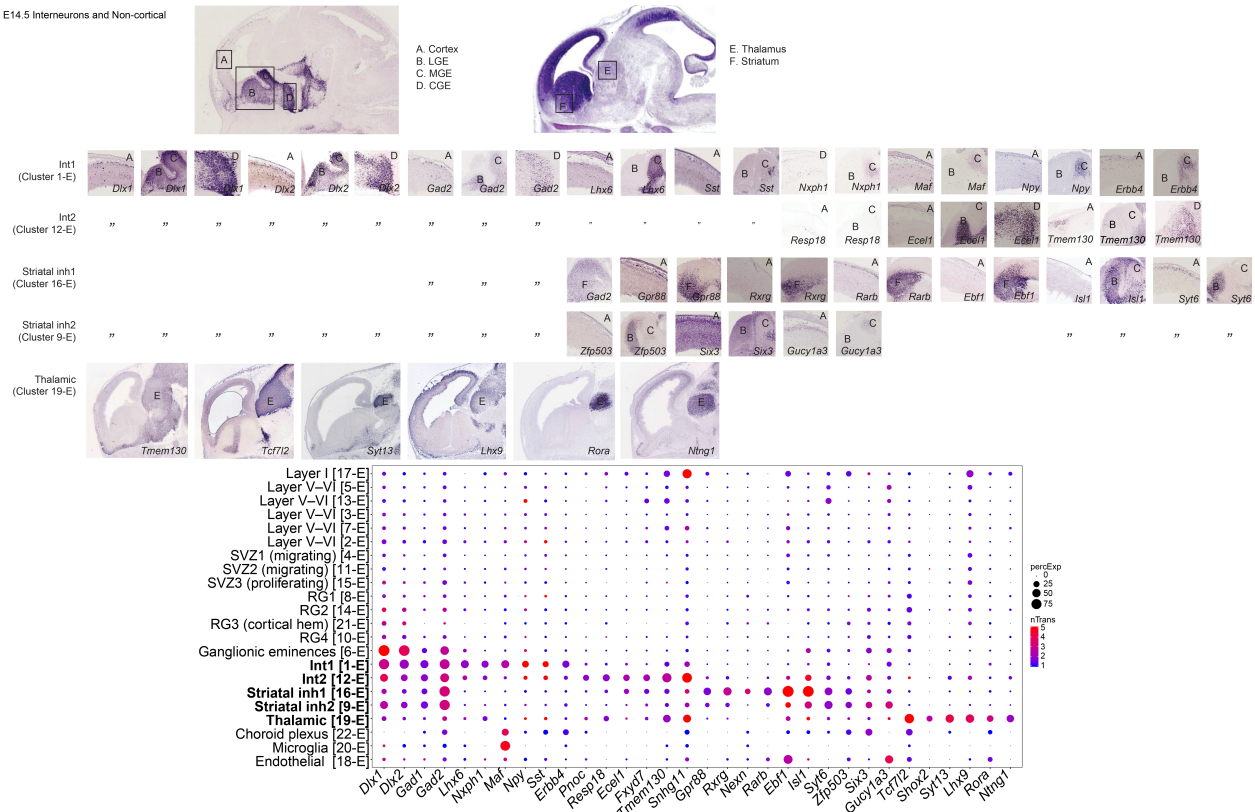 E14.5 Interneurons and Non-cortical
A
B
D
A. Cortex
B. LGE
C. MGE
D. CGE
E
F
E. Thalamus
F. Striatum
Int1
(Cluster 1-E)
A Dlx1
B C Dlx1
D Dlx1
A Dlx2
B C Dlx2
D Dlx2
A Gad2
B C Gad2
D Gad2
A Lhx6
B C Lhx6
A Sst
B C Sst
D Nxph1
B C Nxph1
A Maf
B C Maf
A Npy
B C Npy
A Erbb4
B C Erbb4
Int2
(Cluster 12-E)
" " " " " " " " " " " " "
A Resp18
B C Resp18
A Ecel1
B C Ecel1
D Ecel1
A Tmem130
B C Tmem130
D Tmem130
Striatal inh1
(Cluster 16-E)
" " "
F Gad2
A Gpr88
F Gpr88
A Rxrg
F Rxrg
A Rarb
F Rarb
A Ebf1
F Ebf1
A Isl1
B C Isl1
A Syt6
B C Syt6
Striatal inh2
(Cluster 9-E)
" " " " " " " " "
A Zfp503
B C Zfp503
A Six3
B C Six3
A Gucy1a3
B C Gucy1a3
" " " "
Thalamic
(Cluster 19-E)
E Tmem130
E Tcf7l2
E Syt13
E Lhx9
E Rora
E Ntng1
Layer I [17-E]
Layer V–VI [5-E]
Layer V–VI [13-E]
Layer V–VI [3-E]
Layer V–VI [7-E]
Layer V–VI [2-E]
SVZ1 (migrating) [4-E]
SVZ2 (migrating) [11-E]
SVZ3 (proliferating) [15-E]
RG1 [8-E]
RG2 [14-E]
RG3 (cortical hem) [21-E]
RG4 [10-E]
Ganglionic eminences [6-E]
Int1 [1-E]
Int2 [12-E]
Striatal inh1 [16-E]
Striatal inh2 [9-E]
Thalamic [19-E]
Choroid plexus [22-E]
Microglia [20-E]
Endothelial [18-E]
percExp
0
25
50
75
nTrans
5
4
3
2
1
Dlx1 Dlx2 Gad1 Gad2 Lhx6 Nxph1 Maf Npy Sst Erbb4 Pnoc Resp18 Ecel1 Fxyd7 Tmem130 Snhg11 Gpr88 Rxrg Nexn Rarb Ebf1 Isl1 Syt6 Zfp503 Six3 Gucy1a3 Tcf7l2 Shox2 Syt13 Lhx9 Rora Ntng1